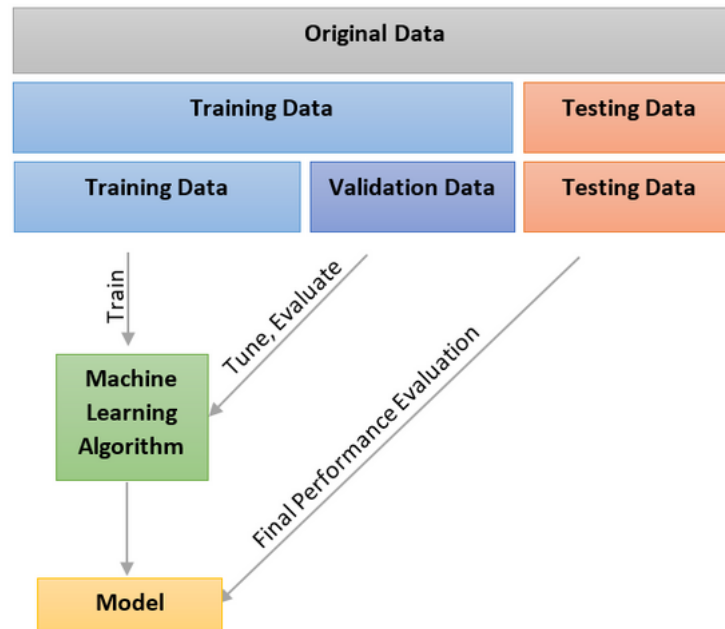 Original Data
Training Data
Testing Data
Training Data
Validation Data
Testing Data
Train
Tune, Evaluate
Final Performance Evaluation
Machine
Learning
Algorithm
Model